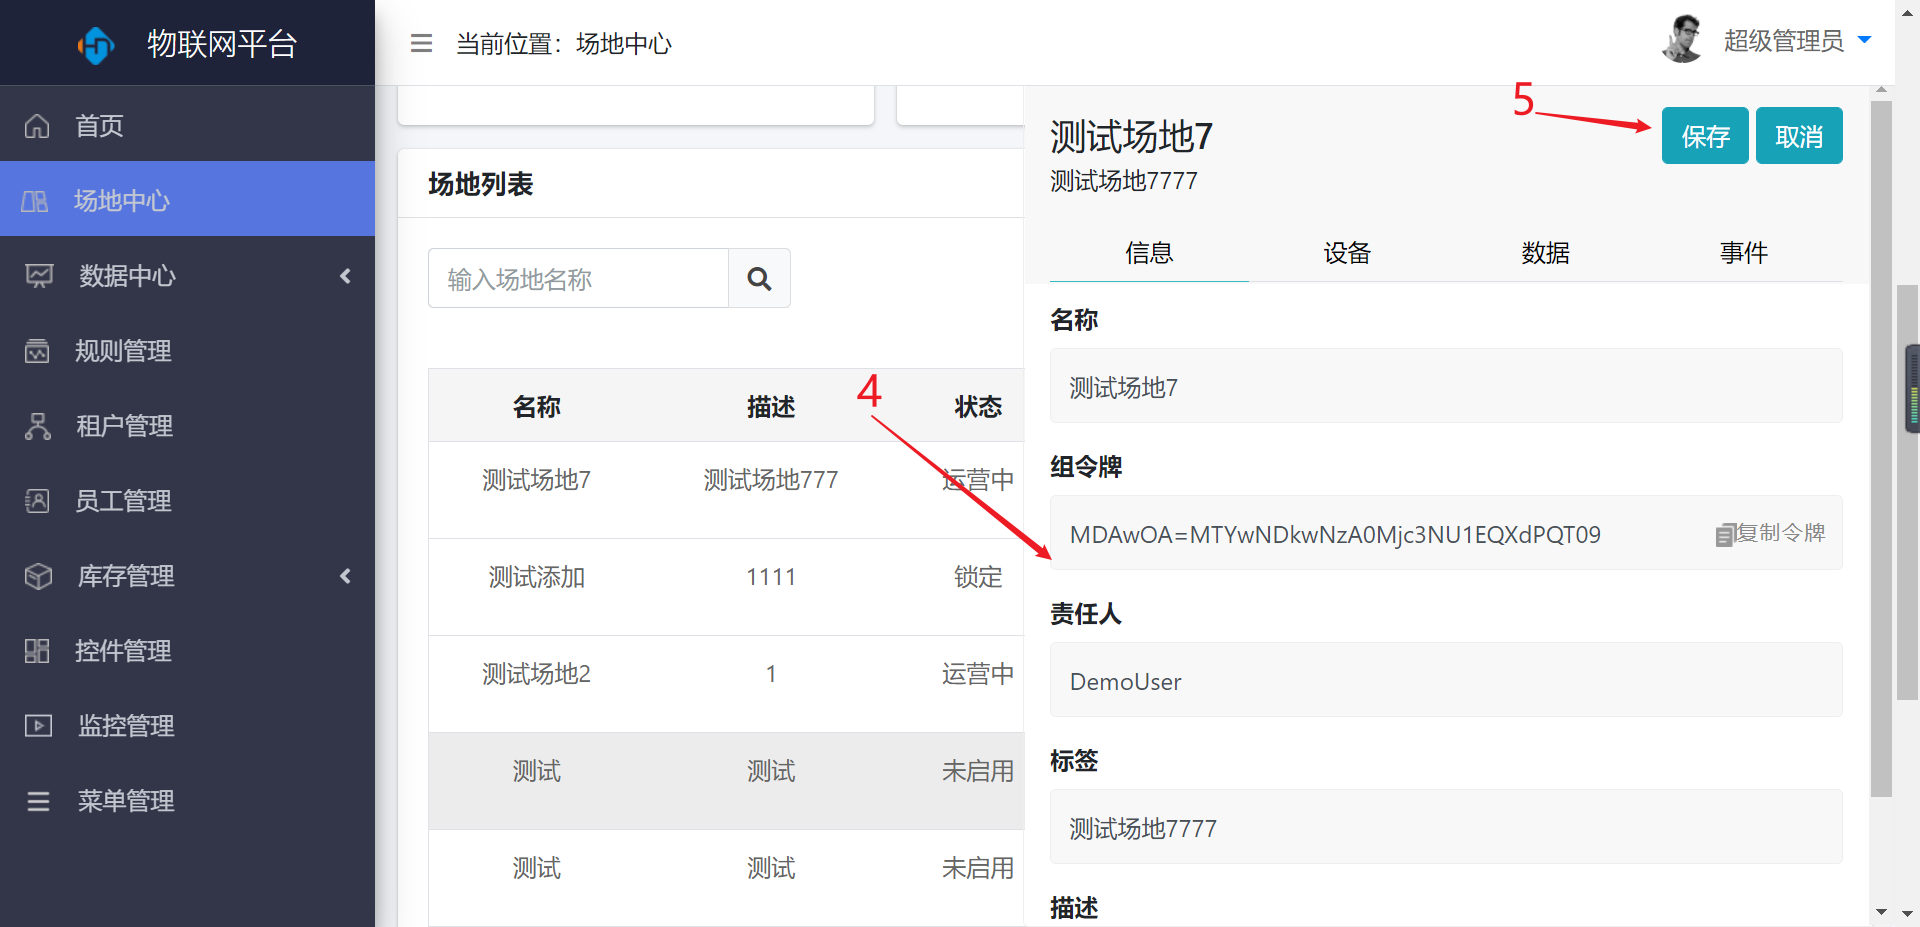 物联网平台
首页
场地中心
数据中心
规则管理
租户管理
员工管理
库存管理
控件管理
监控管理
菜单管理
当前位置：场地中心
超级管理员
场地列表
输入场地名称
名称 描述 状态
测试场地7 测试场地777 运营中
测试添加 1111 锁定
测试场地2 1 运营中
测试 测试 未启用
测试 测试 未启用
4
5
测试场地7
测试场地7777
保存 取消
信息 设备 数据 事件
名称
测试场地7
组令牌
MDAwOA=MTYwNDkwNzA0Mjc3NU1EQXdPQT09 复制令牌
责任人
DemoUser
标签
测试场地7777
描述